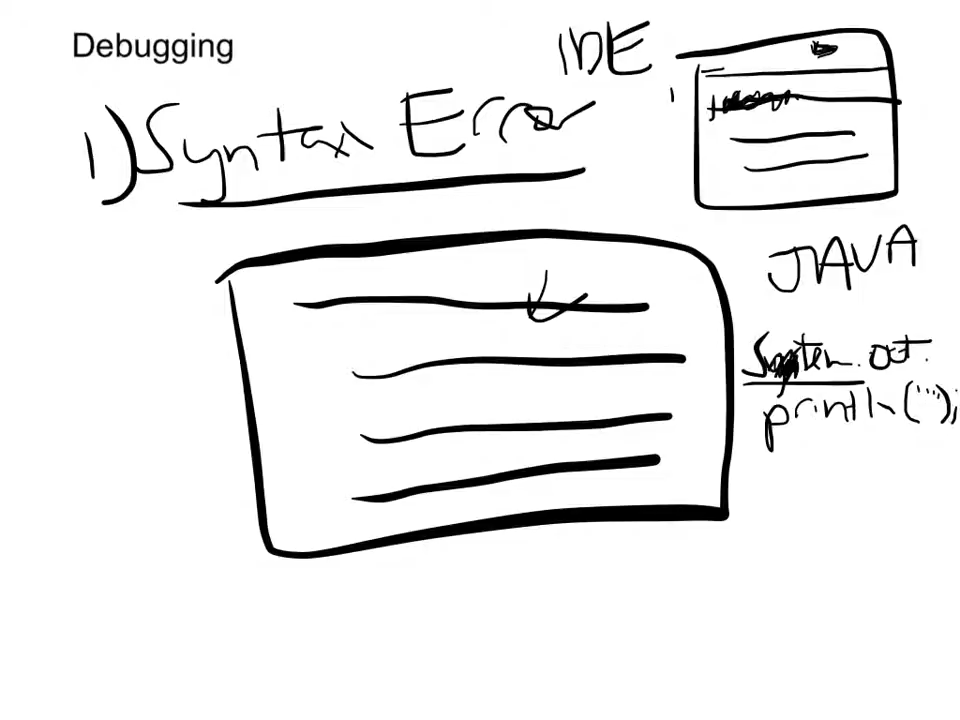 Debugging
IDE
1) Syntax Error
JAVA
System.out.
println("");